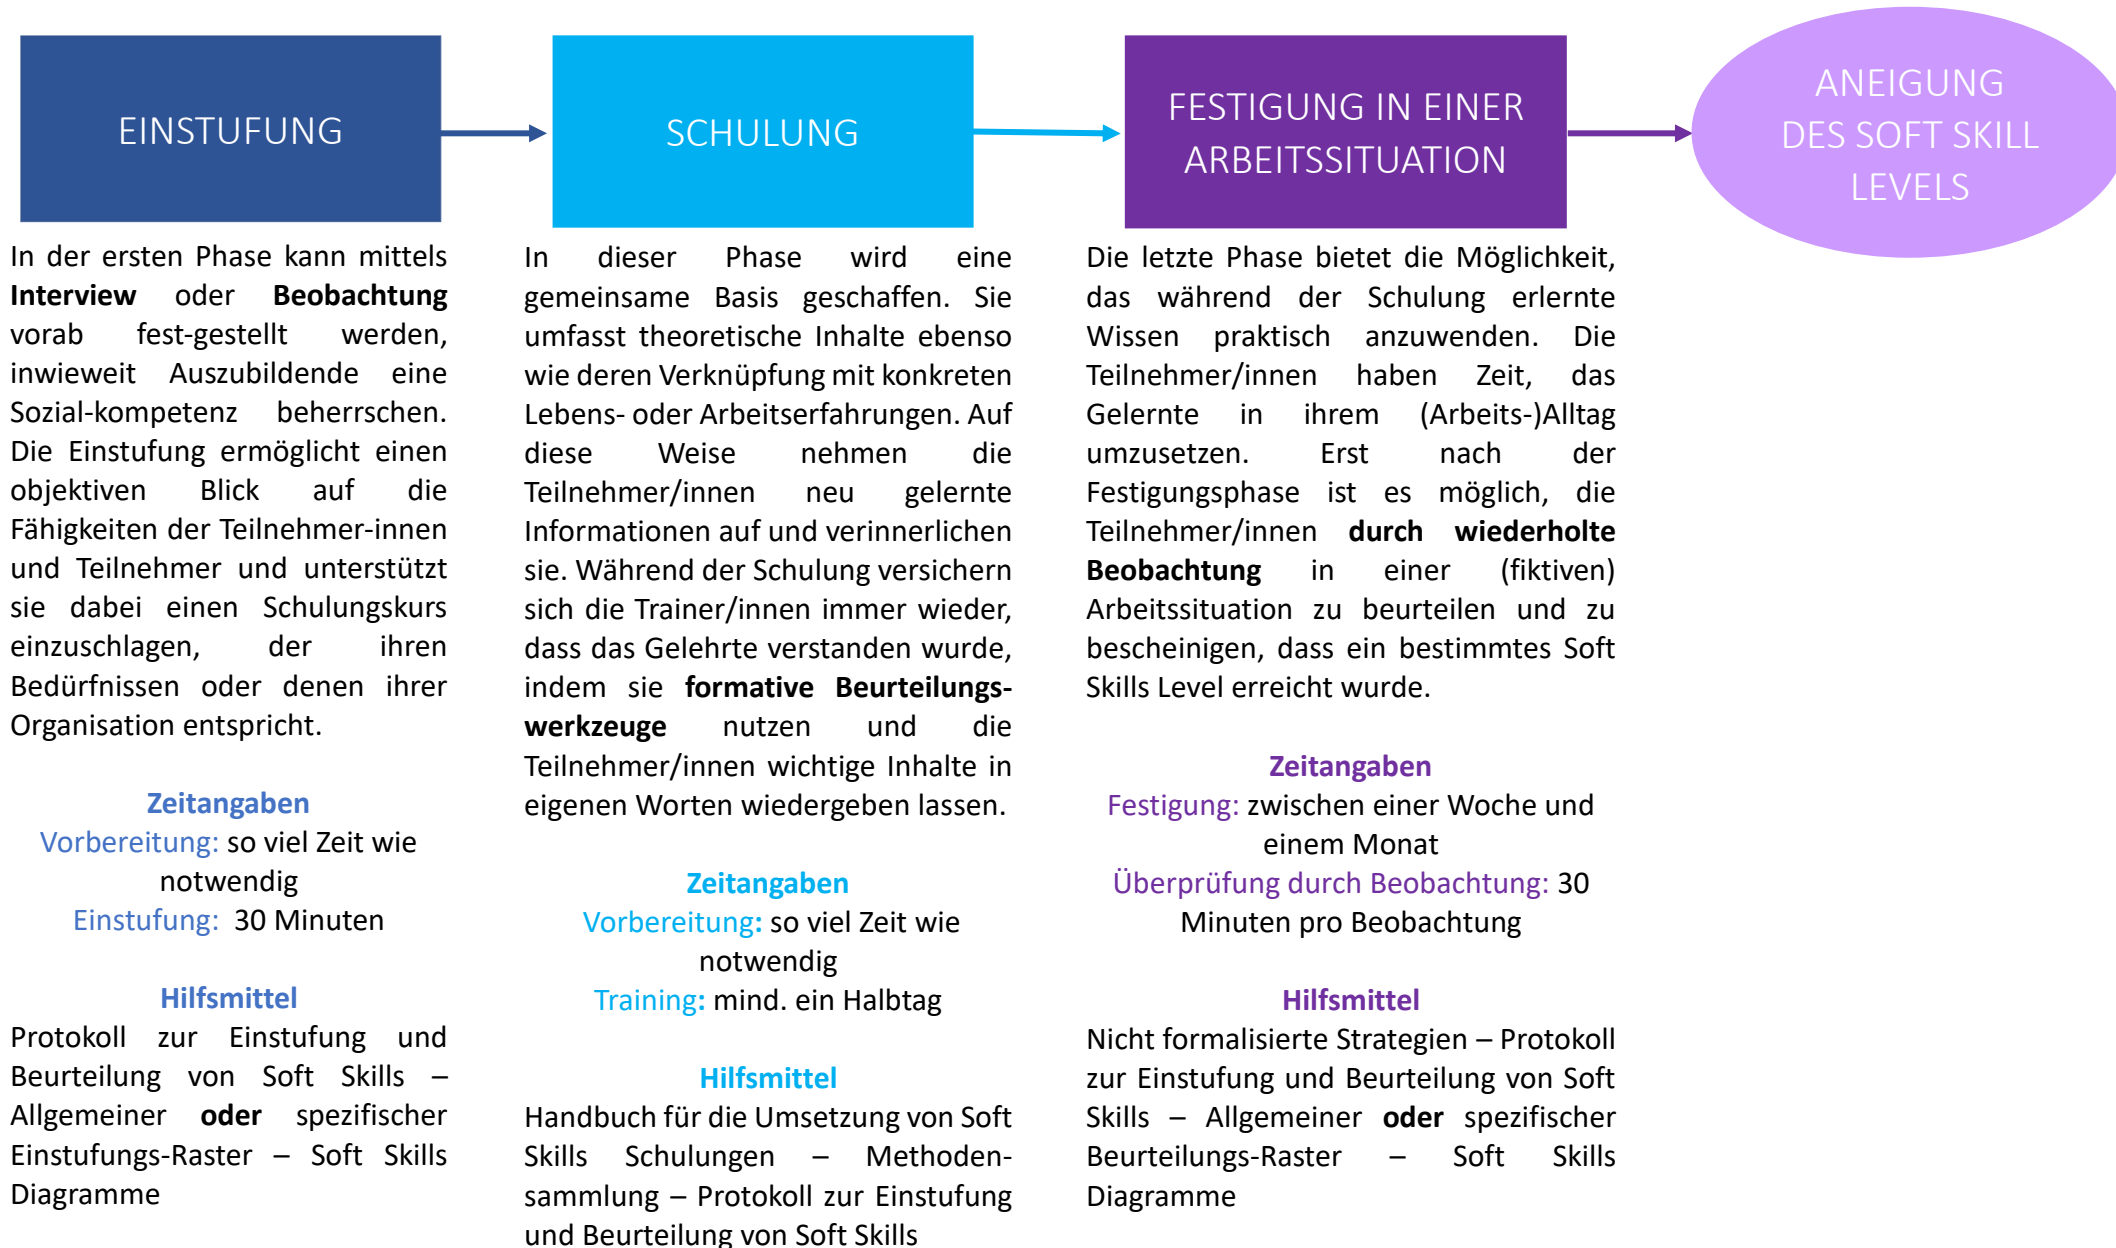 EINSTUFUNG
SCHULUNG
FESTIGUNG IN EINER
ARBEITSSITUATION
ANEIGUNG
DES SOFT SKILL
LEVELS
In der ersten Phase kann mittels
Interview oder Beobachtung
vorab fest-gestellt werden,
inwieweit Auszubildende eine
Sozial-kompetenz beherrschen.
Die Einstufung ermöglicht einen
objektiven Blick auf die
Fähigkeiten der Teilnehmer-innen
und Teilnehmer und unterstützt
sie dabei einen Schulungskurs
einzuschlagen, der ihren
Bedürfnissen oder denen ihrer
Organisation entspricht.
Zeitangaben
Vorbereitung: so viel Zeit wie
notwendig
Einstufung: 30 Minuten
Hilfsmittel
Protokoll zur Einstufung und
Beurteilung von Soft Skills –
Allgemeiner oder spezifischer
Einstufungs-Raster – Soft Skills
Diagramme
In dieser Phase wird eine
gemeinsame Basis geschaffen. Sie
umfasst theoretische Inhalte ebenso
wie deren Verknüpfung mit konkreten
Lebens- oder Arbeitserfahrungen. Auf
diese Weise nehmen die
Teilnehmer/innen neu gelernte
Informationen auf und verinnerlichen
sie. Während der Schulung versichern
sich die Trainer/innen immer wieder,
dass das Gelehrte verstanden wurde,
indem sie formative Beurteilungs-
werkzeuge nutzen und die
Teilnehmer/innen wichtige Inhalte in
eigenen Worten wiedergeben lassen.
Zeitangaben
Vorbereitung: so viel Zeit wie
notwendig
Training: mind. ein Halbtag
Hilfsmittel
Handbuch für die Umsetzung von Soft
Skills Schulungen – Methoden-
sammlung – Protokoll zur Einstufung
und Beurteilung von Soft Skills
Die letzte Phase bietet die Möglichkeit,
das während der Schulung erlernte
Wissen praktisch anzuwenden. Die
Teilnehmer/innen haben Zeit, das
Gelernte in ihrem (Arbeits-)Alltag
umzusetzen. Erst nach der
Festigungsphase ist es möglich, die
Teilnehmer/innen durch wiederholte
Beobachtung in einer (fiktiven)
Arbeitssituation zu beurteilen und zu
bescheinigen, dass ein bestimmtes Soft
Skills Level erreicht wurde.
Zeitangaben
Festigung: zwischen einer Woche und
einem Monat
Überprüfung durch Beobachtung: 30
Minuten pro Beobachtung
Hilfsmittel
Nicht formalisierte Strategien – Protokoll
zur Einstufung und Beurteilung von Soft
Skills – Allgemeiner oder spezifischer
Beurteilungs-Raster – Soft Skills
Diagramme